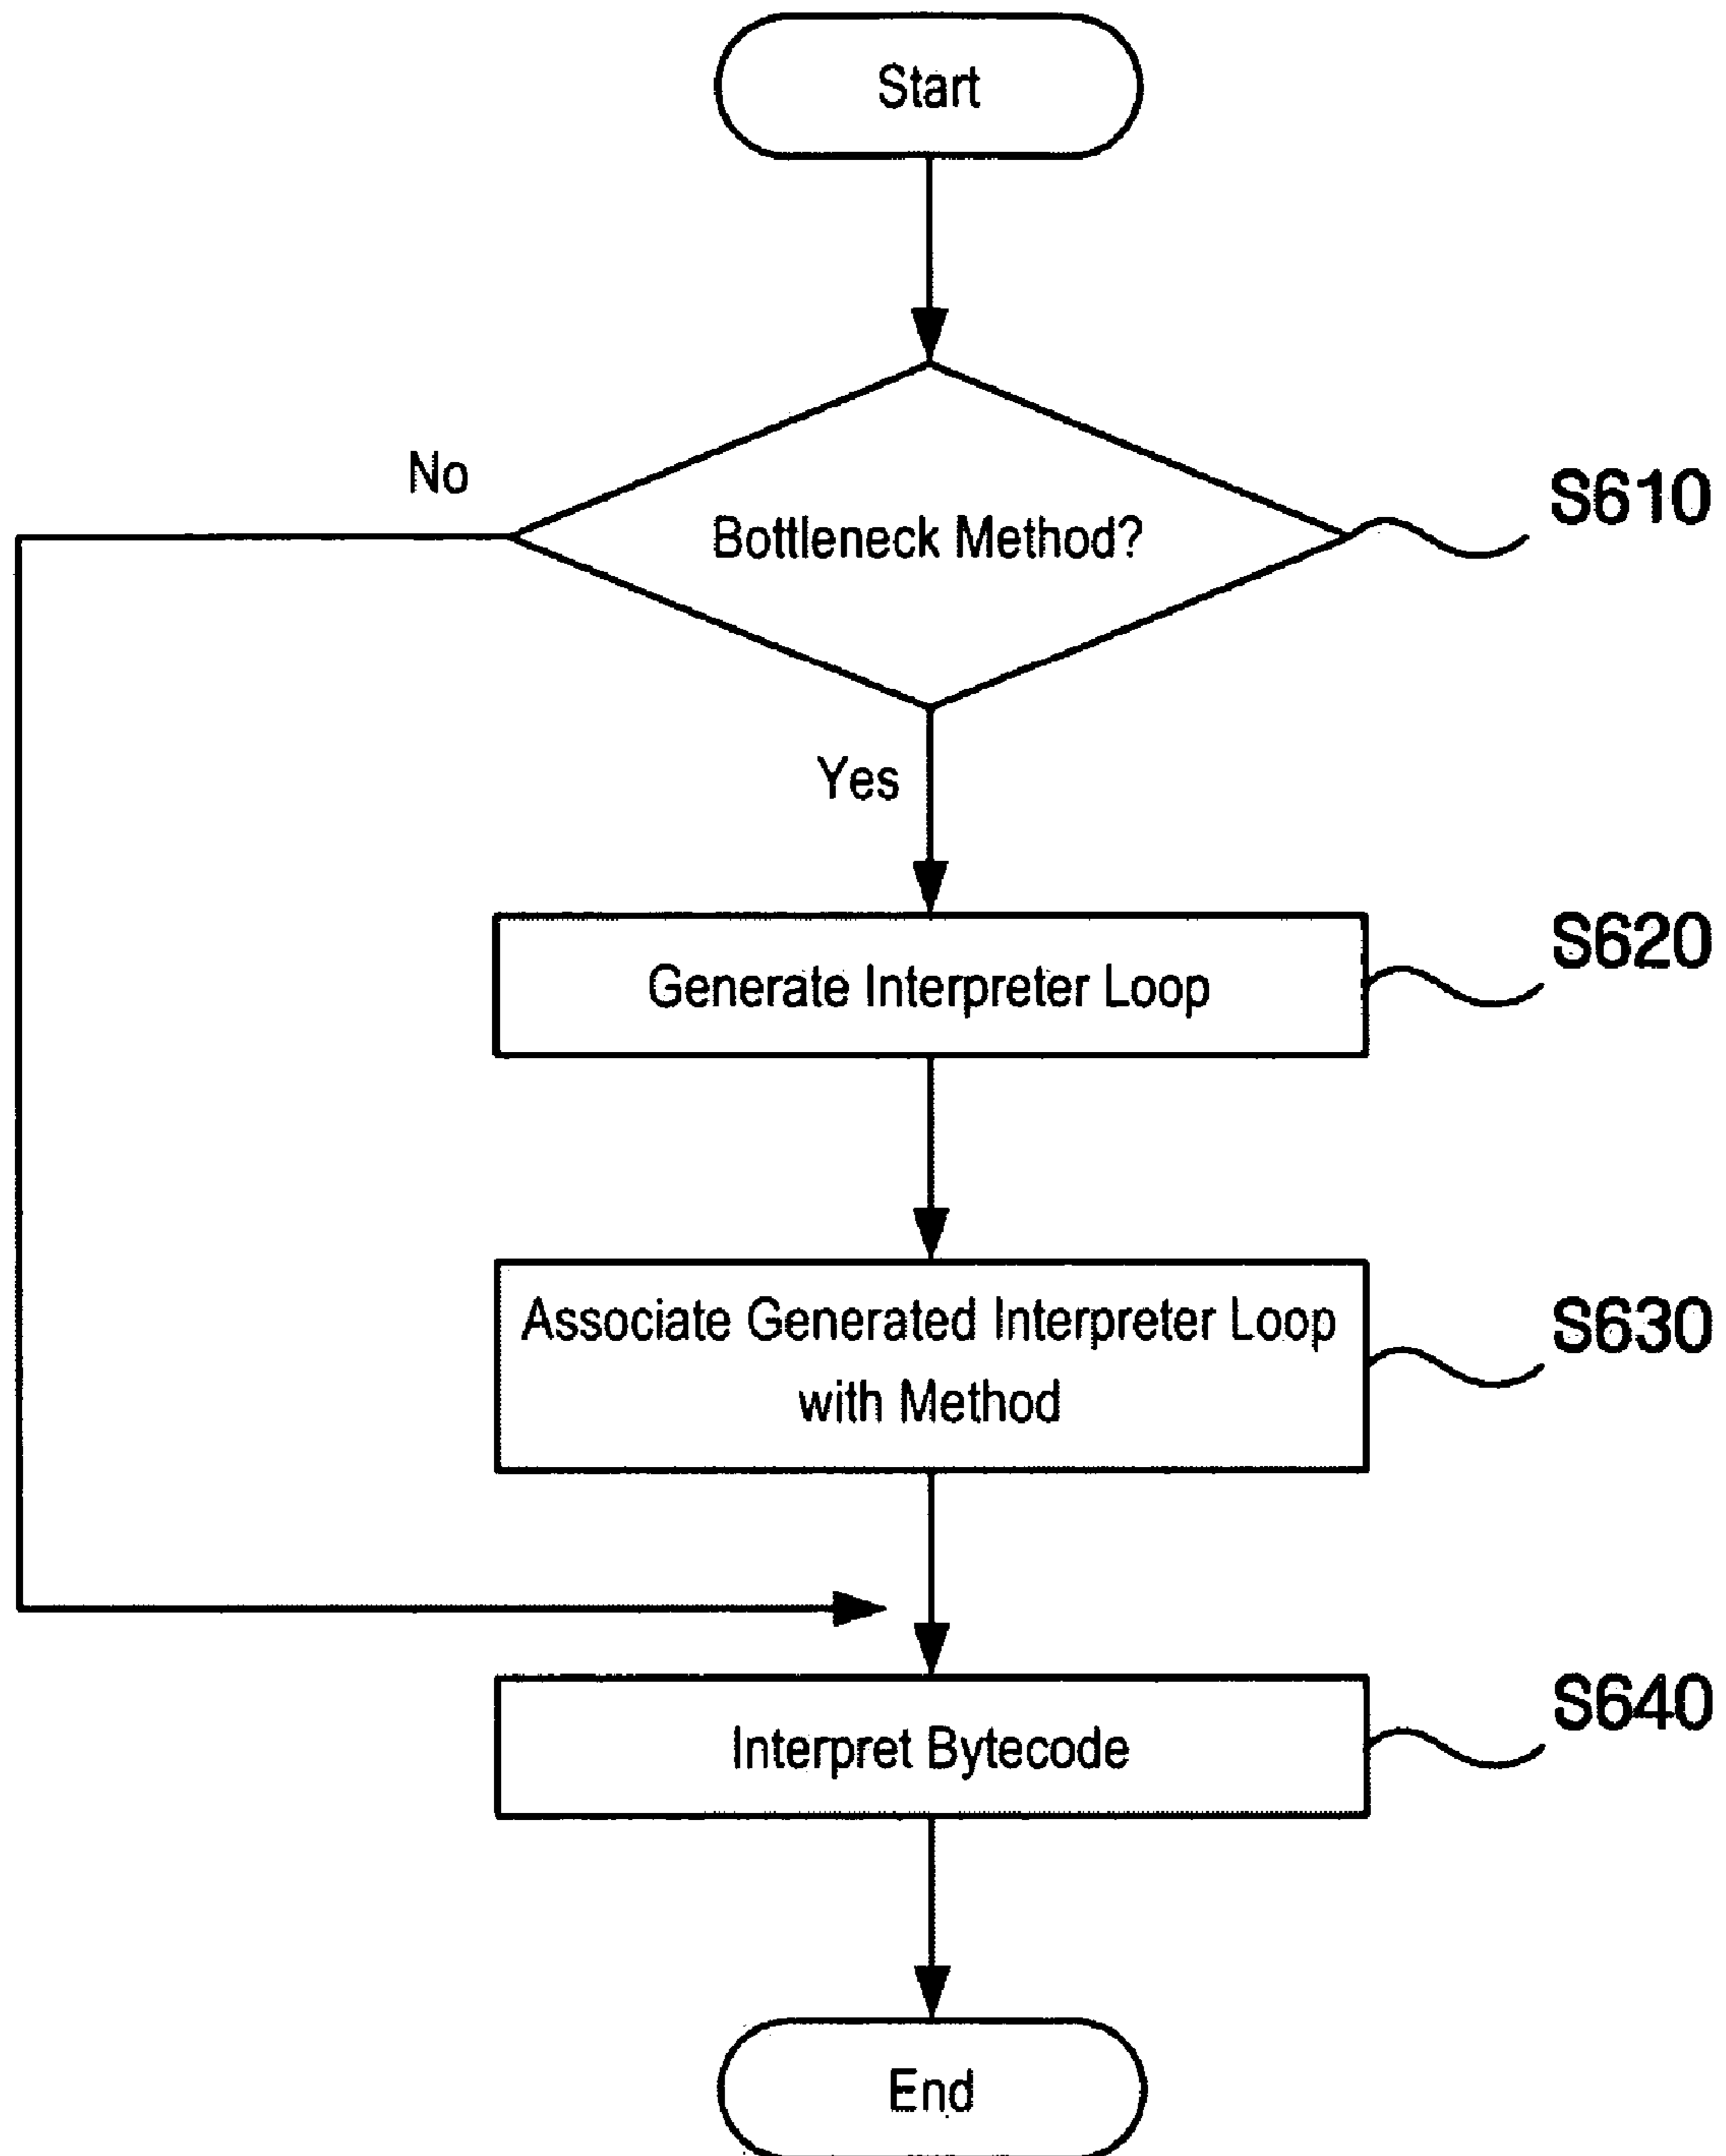 Start
No
Bottleneck Method?
S610
Yes
Generate Interpreter Loop
S620
Associate Generated Interpreter Loop
with Method
S630
Interpret Bytecode
S640
End